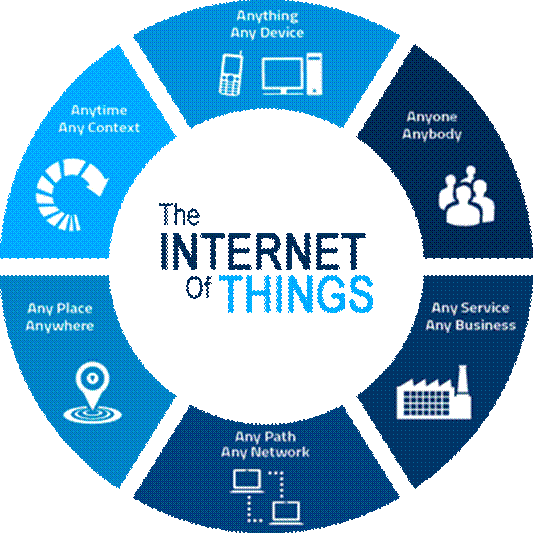 Anything
Any Device
Anyone
Anybody
Any Service
Any Business
Any Path
Any Network
Any Place
Anywhere
Anytime
Any Context
The
INTERNET
Of THINGS